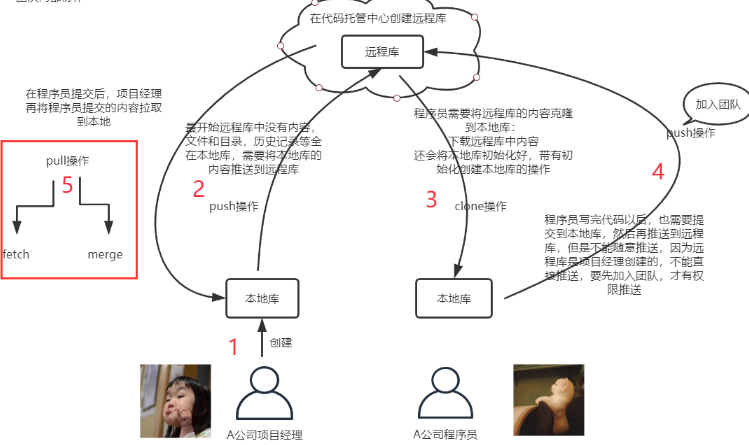 在代码托管中心创建远程库
远程库
在程序员提交后，项目经理
再将程序员提交的内容拉取
到本地
加入团队
最开始远程库中没有内容，
文件和目录，历史记录等全
在本地库，需要将本地库的
内容推送到远程库
程序员需要将远程库的内容克隆
到本地库：
下载远程库中内容
还会将本地库初始化好，带有初
始化创建本地库的操作
push操作
pull操作
5
2
3
4
push操作
clone操作
fetch
merge
程序员写完代码以后，也需要提
交到本地库，然后再推送到远程
库，但是不能随意推送，因为远
程库是项目经理创建的，不能直
接推送，要先加入团队，才有权
限推送
本地库
本地库
1
创建
A公司项目经理
A公司程序员